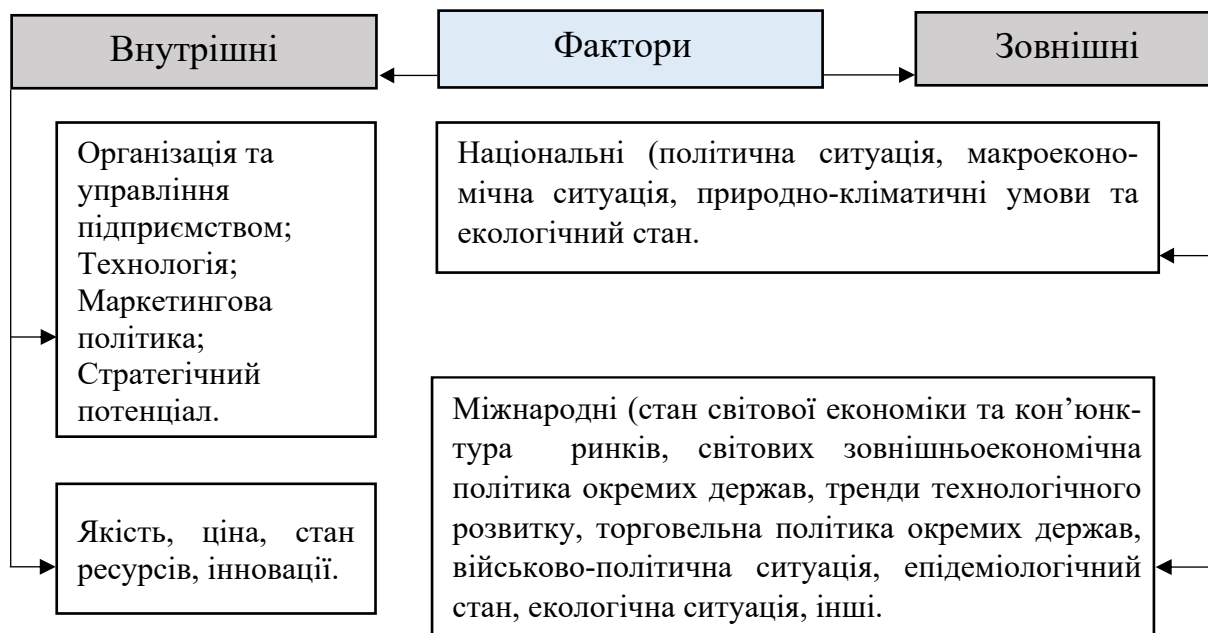 Внутрішні
Фактори
Зовнішні
Організація та
управління
підприємством;
Технологія;
Маркетингова
політика;
Стратегічний
потенціал.
Якість, ціна, стан
ресурсів, інновації.
Національні (політична ситуація, макроеконо-
мічна ситуація, природно-кліматичні умови та
екологічний стан.
Міжнародні (стан світової економіки та кон’юнк-
тура ринків, світових зовнішньоекономічна
політика окремих держав, тренди технологічного
розвитку, торговельна політика окремих держав,
військово-політична ситуація, епідеміологічний
стан, екологічна ситуація, інші.